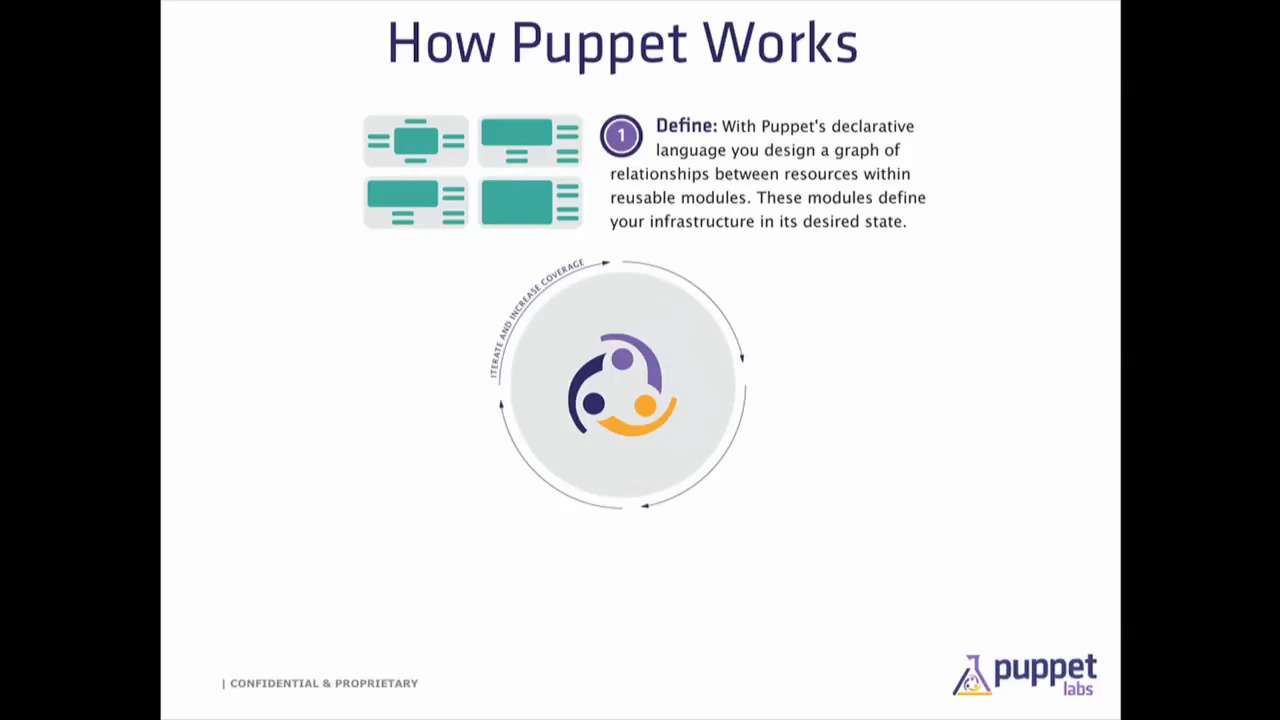 How Puppet Works
1
Define: With Puppet's declarative
language you design a graph of
relationships between resources within
reusable modules. These modules define
your infrastructure in its desired state.
ITERATE AND INCREASE COVERAGE
| CONFIDENTIAL & PROPRIETARY
puppet
labs